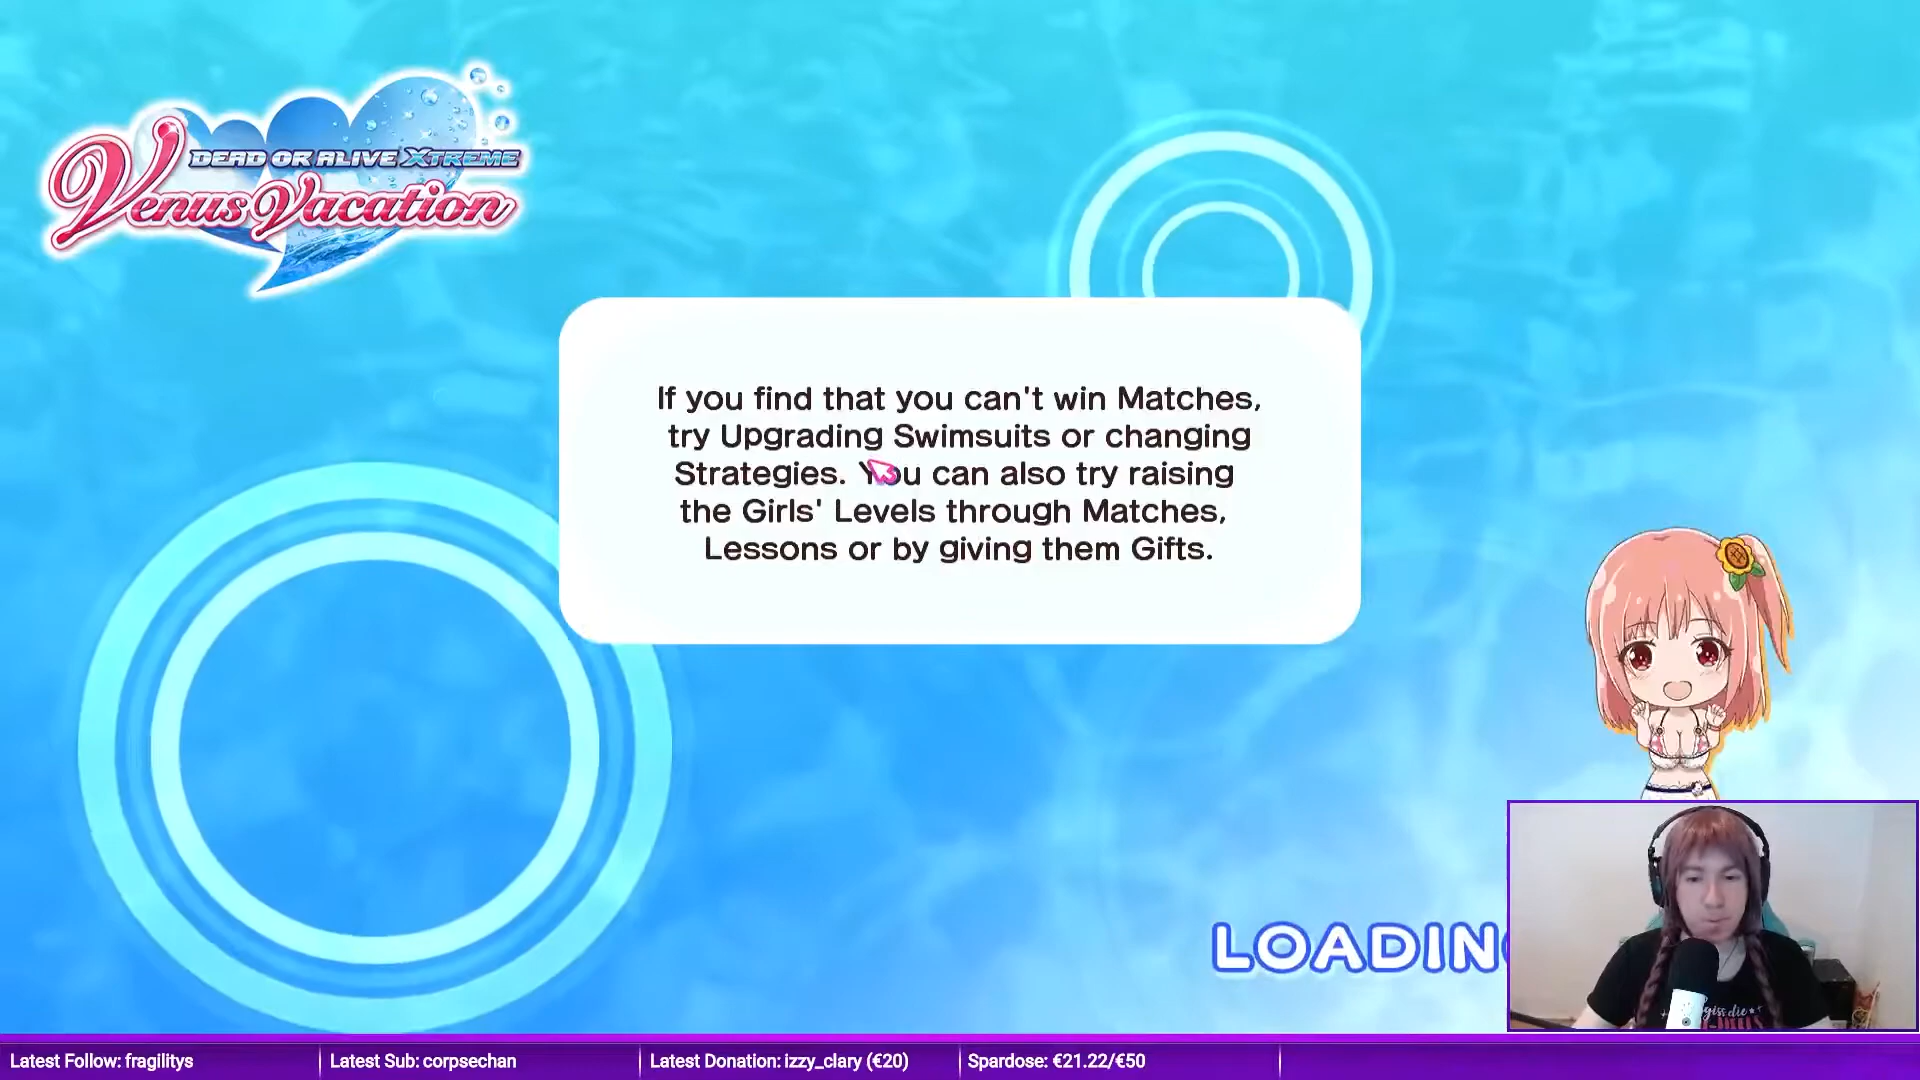 DEAD OR ALIVE XTREME
Venus Vacation
If you find that you can't win Matches,
try Upgrading Swimsuits or changing
Strategies. You can also try raising
the Girls' Levels through Matches,
Lessons or by giving them Gifts.
LOADING
Latest Follow: fragilitys
Latest Sub: corpsechan
Latest Donation: izzy_clary (€20)
Spardose: €21.22/€50